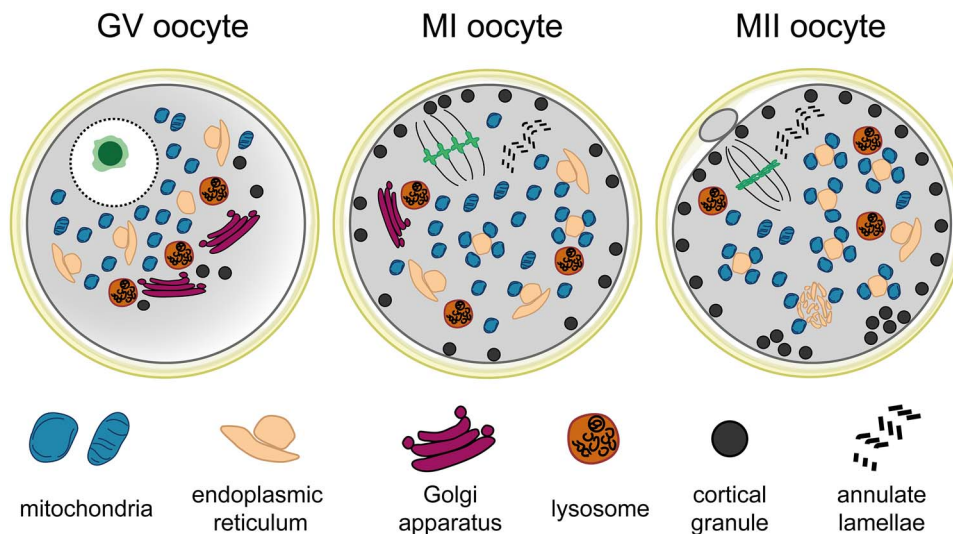 GV oocyte
MI oocyte
MII oocyte
mitochondria
endoplasmic
reticulum
Golgi
apparatus
lysosome
cortical
granule
annulate
lamellae